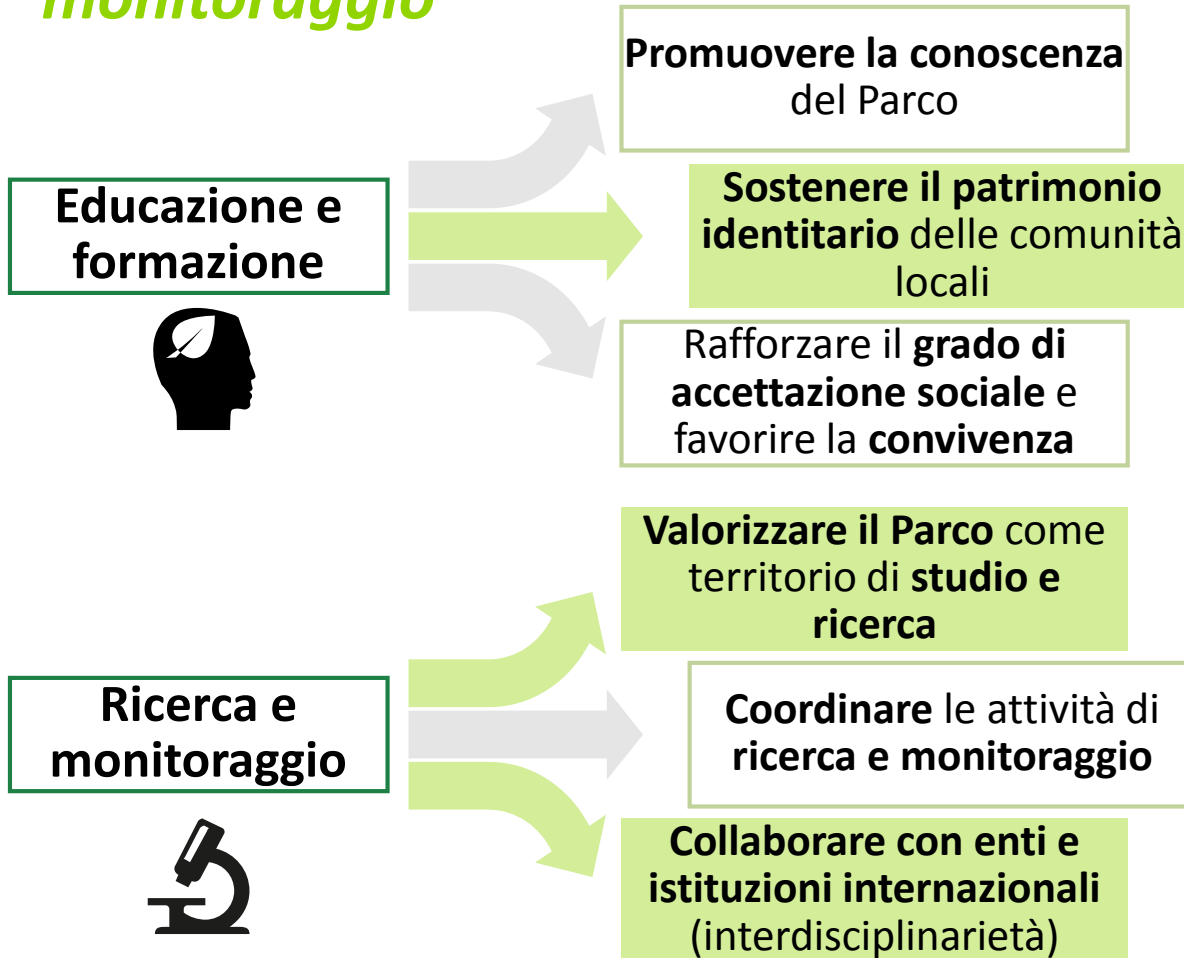 monitoraggio
Promuovere la conoscenza
del Parco
Educazione e
formazione
Sostenere il patrimonio
identitario delle comunità
locali
Rafforzare il grado di
accettazione sociale e
favorire la convivenza
Valorizzare il Parco come
territorio di studio e
ricerca
Ricerca e
monitoraggio
Coordinare le attività di
ricerca e monitoraggio
Collaborare con enti e
istituzioni internazionali
(interdisciplinarietà)